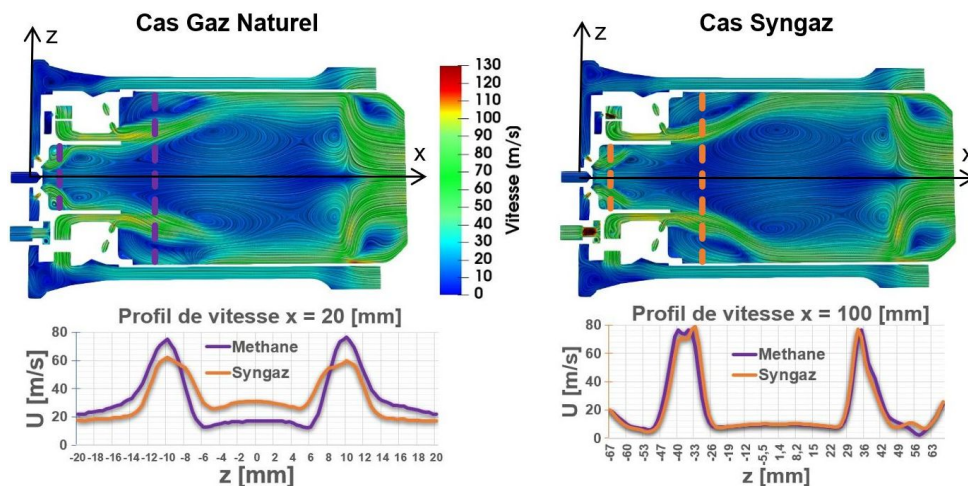 Cas Gaz Naturel
Cas Syngaz
z
z
130
120
110
100
90
80
70
60
50
40
30
20
10
0
Vitesse (m/s)
x
x
Profil de vitesse x = 20 [mm]
80
60
40
20
0
U [m/s]
Methane
Syngaz
-20 -18 -16 -14 -12 -10 -8 -6 -4 -2 0 2 4 6 8 10 12 14 16 18 20
z [mm]
Profil de vitesse x = 100 [mm]
80
60
40
20
0
U [m/s]
Methane
Syngaz
-67 -60 -53 -47 -40 -33 -26 -19 -12 -5,3 1,4 8,2 15 22 29 36 42 49 56 63
z [mm]